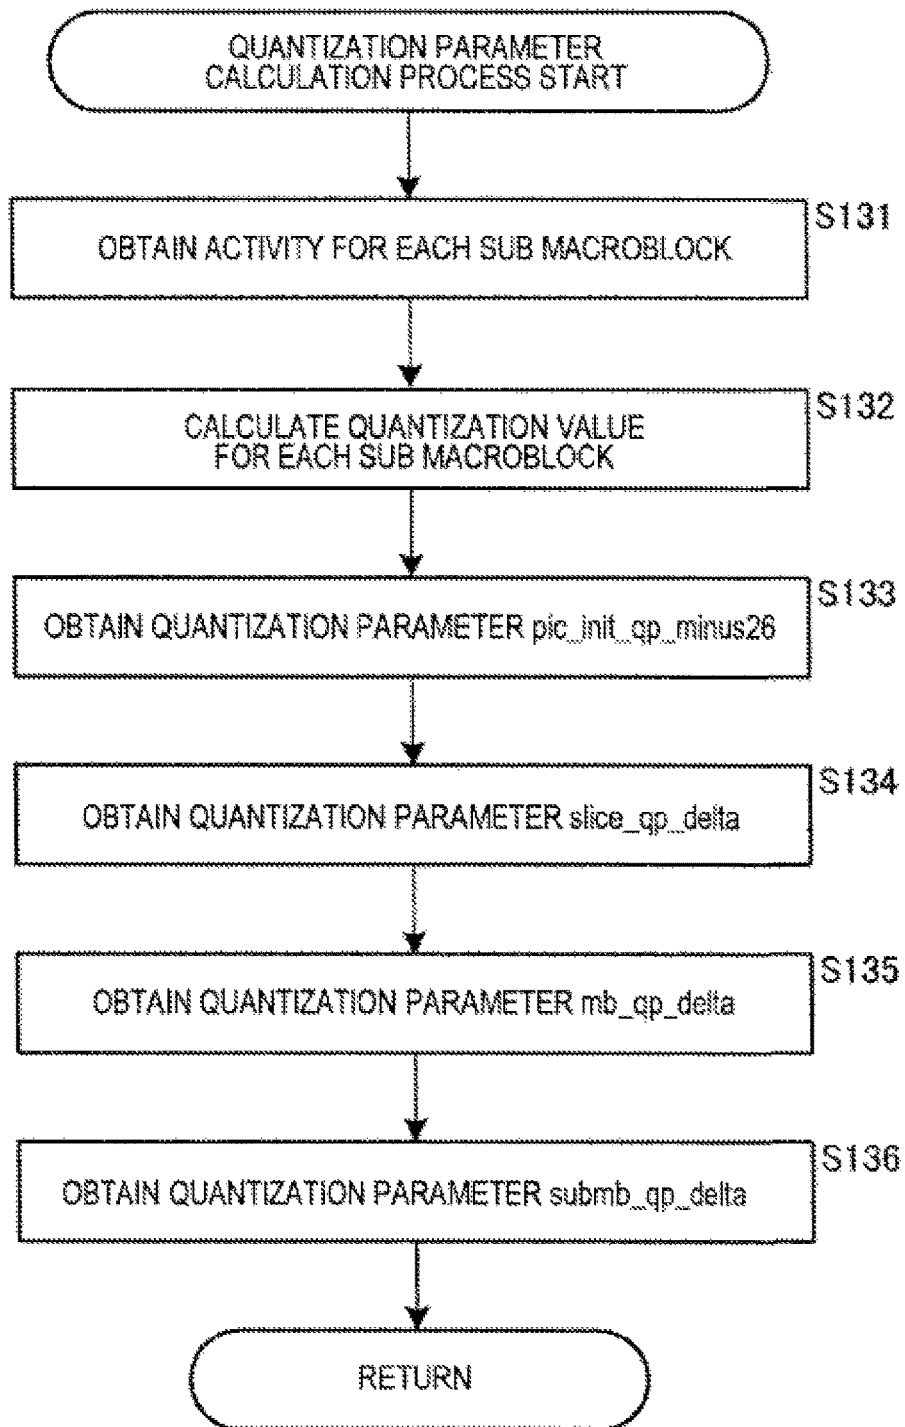 QUANTIZATION PARAMETER
CALCULATION PROCESS START
S131
OBTAIN ACTIVITY FOR EACH SUB MACROBLOCK
S132
CALCULATE QUANTIZATION VALUE
FOR EACH SUB MACROBLOCK
S133
OBTAIN QUANTIZATION PARAMETER pic_init_qp_minus26
S134
OBTAIN QUANTIZATION PARAMETER slice_qp_delta
S135
OBTAIN QUANTIZATION PARAMETER mb_qp_delta
S136
OBTAIN QUANTIZATION PARAMETER submb_qp_delta
RETURN